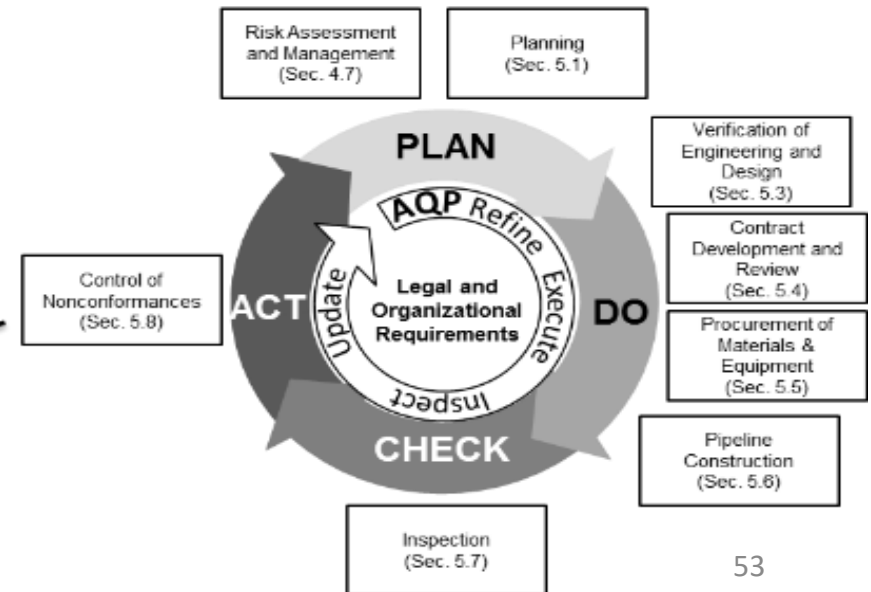 Risk Assessment
and Management
(Sec. 4.7)
Planning
(Sec. 5.1)
Verification of
Engineering and
Design
(Sec. 5.3)
Contract
Development and
Review
(Sec. 5.4)
Procurement of
Materials &
Equipment
(Sec. 5.5)
Pipeline
Construction
(Sec. 5.6)
Inspection
(Sec. 5.7)
Control of
Nonconformances
(Sec. 5.8)
PLAN
DO
CHECK
ACT
AQP Refine
Execute
Inspect
Update
Legal and
Organizational
Requirements
53